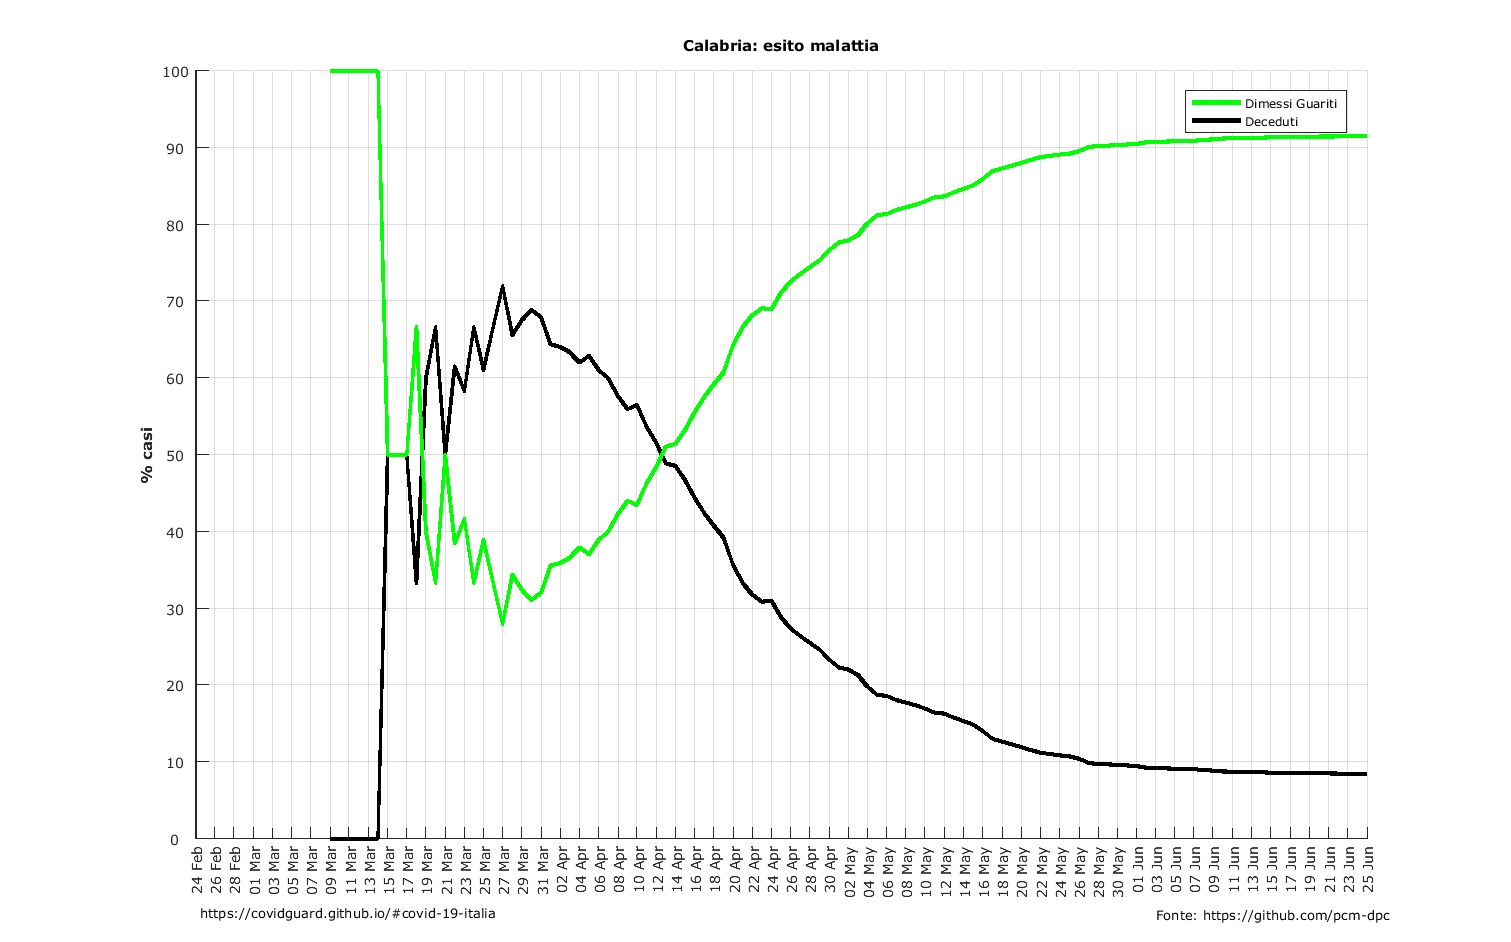 Calabria: esito malattia
Dimessi Guariti
Deceduti
% casi
100
90
80
70
60
50
40
30
20
10
0
24 Feb
26 Feb
28 Feb
01 Mar
03 Mar
05 Mar
07 Mar
09 Mar
11 Mar
13 Mar
15 Mar
17 Mar
19 Mar
21 Mar
23 Mar
25 Mar
27 Mar
29 Mar
31 Mar
02 Apr
04 Apr
06 Apr
08 Apr
10 Apr
12 Apr
14 Apr
16 Apr
18 Apr
20 Apr
22 Apr
24 Apr
26 Apr
28 Apr
30 Apr
02 May
04 May
06 May
08 May
10 May
12 May
14 May
16 May
18 May
20 May
22 May
24 May
26 May
28 May
30 May
01 Jun
03 Jun
05 Jun
07 Jun
09 Jun
11 Jun
13 Jun
15 Jun
17 Jun
19 Jun
21 Jun
23 Jun
25 Jun
https://covidguard.github.io/#covid-19-italia
Fonte: https://github.com/pcm-dpc